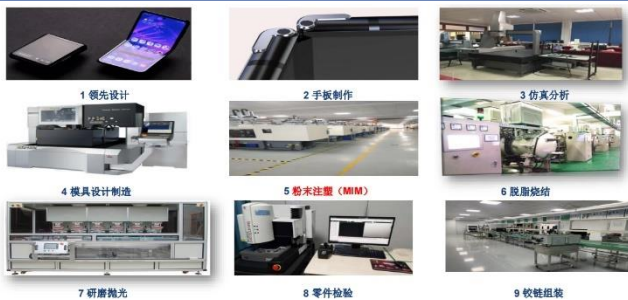 1 领先设计
2 手板制作
3 仿真分析
4 模具设计制造
5 粉末注塑（MIM）
6 脱脂烧结
7 研磨抛光
8 零件检验
9 铰链组装